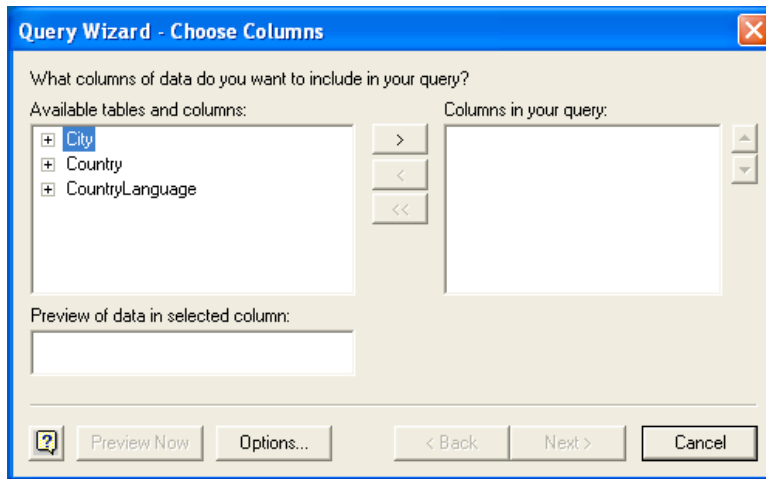 Query Wizard - Choose Columns
What columns of data do you want to include in your query?
Available tables and columns:
Columns in your query:
City
Country
CountryLanguage
>
<
<<
Preview of data in selected column:
Preview Now
Options...
< Back
Next >
Cancel